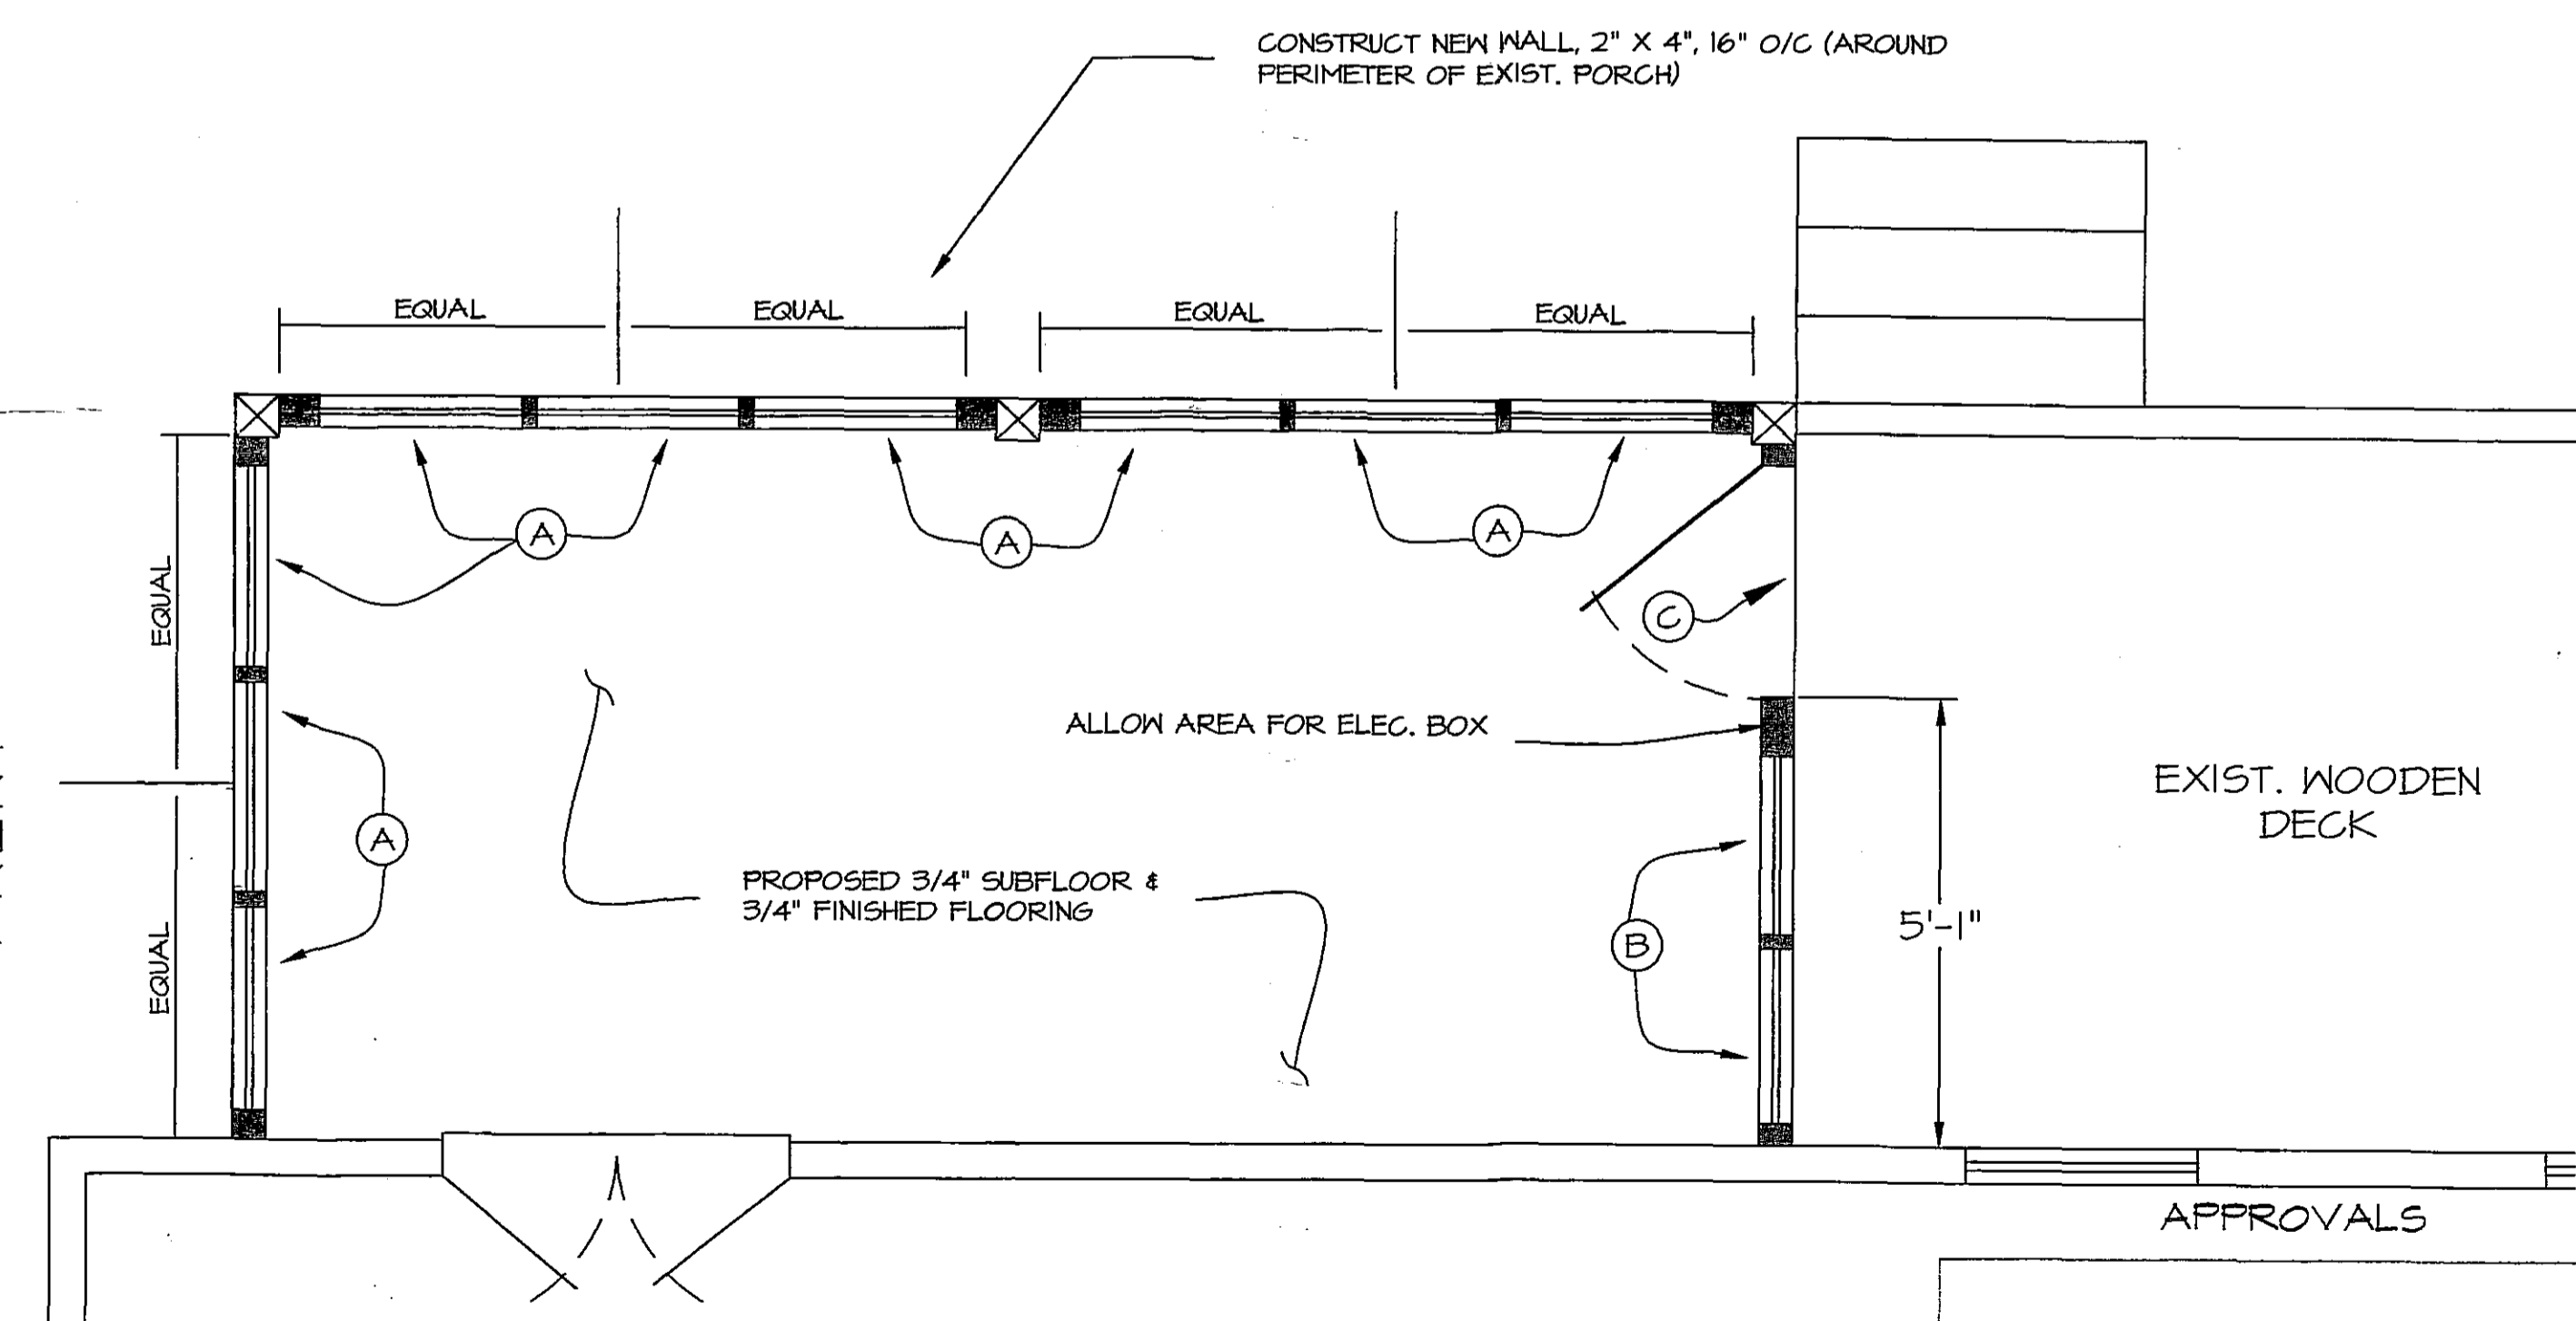 CONSTRUCT NEW WALL, 2" X 4", 16" O/C (AROUND
PERIMETER OF EXIST. PORCH)
EQUAL
EQUAL
EQUAL
EQUAL
A
A
A
EQUAL
C
ALLOW AREA FOR ELEC. BOX
EXIST. WOODEN
DECK
A
PROPOSED 3/4" SUBFLOOR &
3/4" FINISHED FLOORING
B
5'-1"
EQUAL
APPROVALS